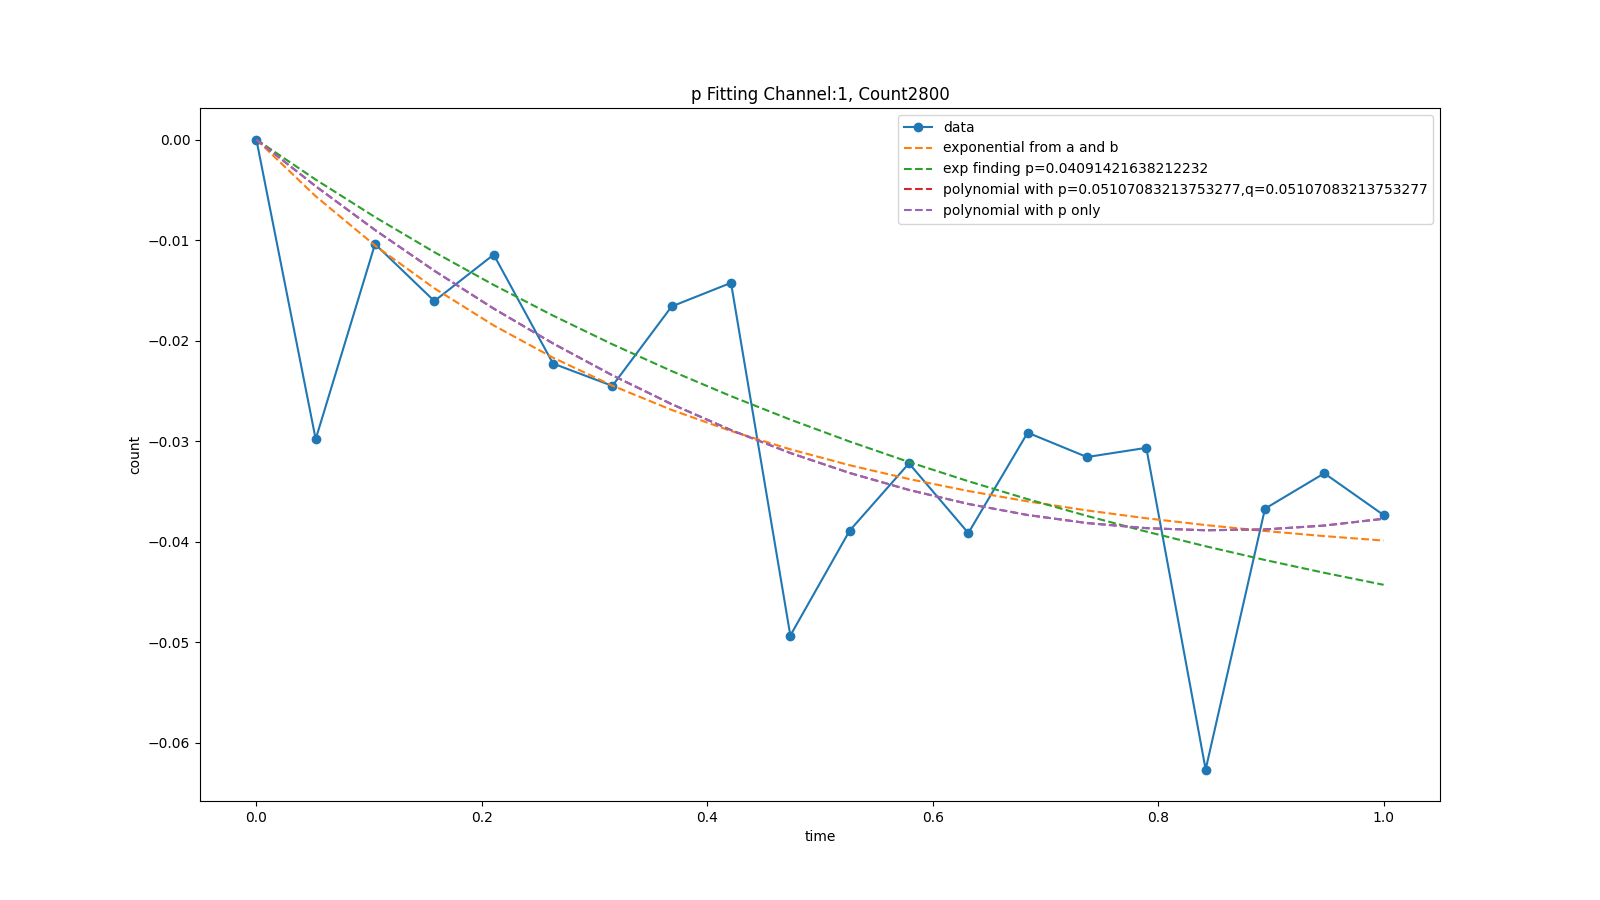 p Fitting Channel:1, Count2800
data
exponential from a and b
exp finding p=0.04091421638212232
polynomial with p=0.05107083213753277,q=0.05107083213753277
polynomial with p only
0.00
−0.01
−0.02
−0.03
−0.04
−0.05
−0.06
count
0.0 0.2 0.4 0.6 0.8 1.0
time